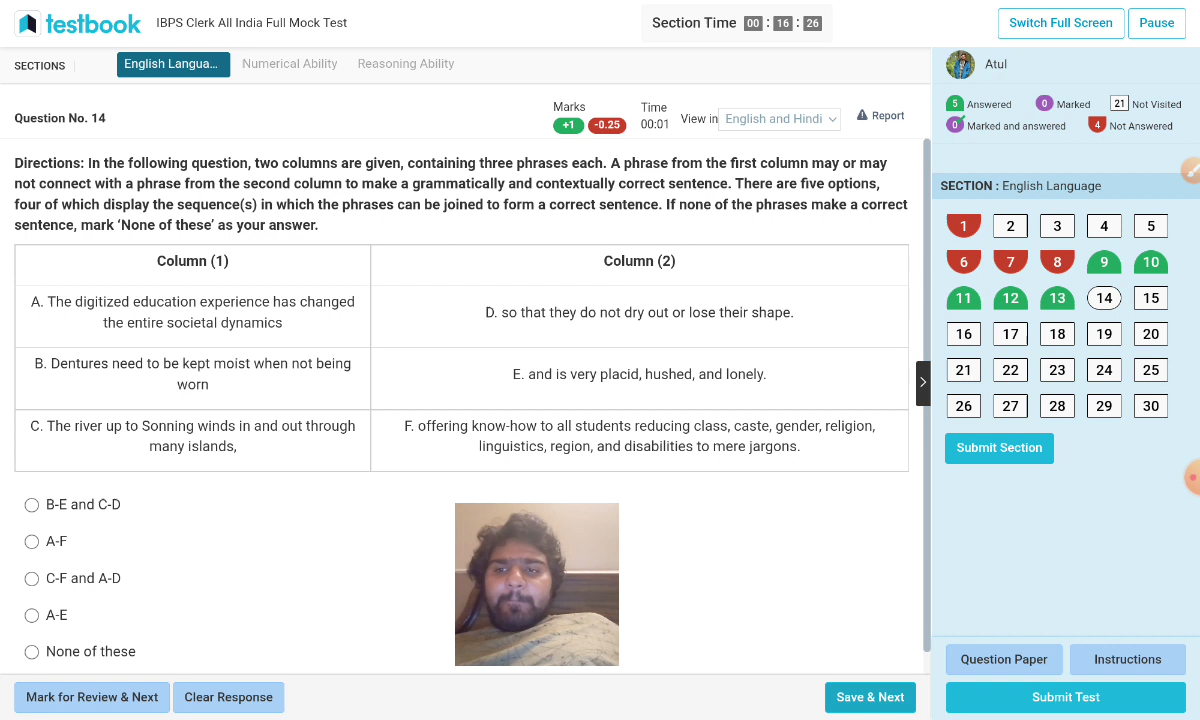 testbook IBPS Clerk All India Full Mock Test Section Time 00 : 16 : 26 Switch Full Screen Pause
SECTIONS English Langua... Numerical Ability Reasoning Ability
Atul
5 Answered 0 Marked 21 Not Visited
0 Marked and answered 4 Not Answered
Question No. 14
Marks
+1 -0.25
Time
00:01
View in English and Hindi
Report
Directions: In the following question, two columns are given, containing three phrases each. A phrase from the first column may or may
not connect with a phrase from the second column to make a grammatically and contextually correct sentence. There are five options,
four of which display the sequence(s) in which the phrases can be joined to form a correct sentence. If none of the phrases make a correct
sentence, mark ‘None of these’ as your answer.
Column (1) Column (2)
A. The digitized education experience has changed
the entire societal dynamics
D. so that they do not dry out or lose their shape.
B. Dentures need to be kept moist when not being
worn
E. and is very placid, hushed, and lonely.
C. The river up to Sonning winds in and out through
many islands,
F. offering know-how to all students reducing class, caste, gender, religion,
linguistics, region, and disabilities to mere jargons.
B-E and C-D
A-F
C-F and A-D
A-E
None of these
Mark for Review & Next Clear Response Save & Next
SECTION : English Language
1 2 3 4 5
6 7 8 9 10
11 12 13 14 15
16 17 18 19 20
21 22 23 24 25
26 27 28 29 30
Submit Section
Question Paper Instructions
Submit Test